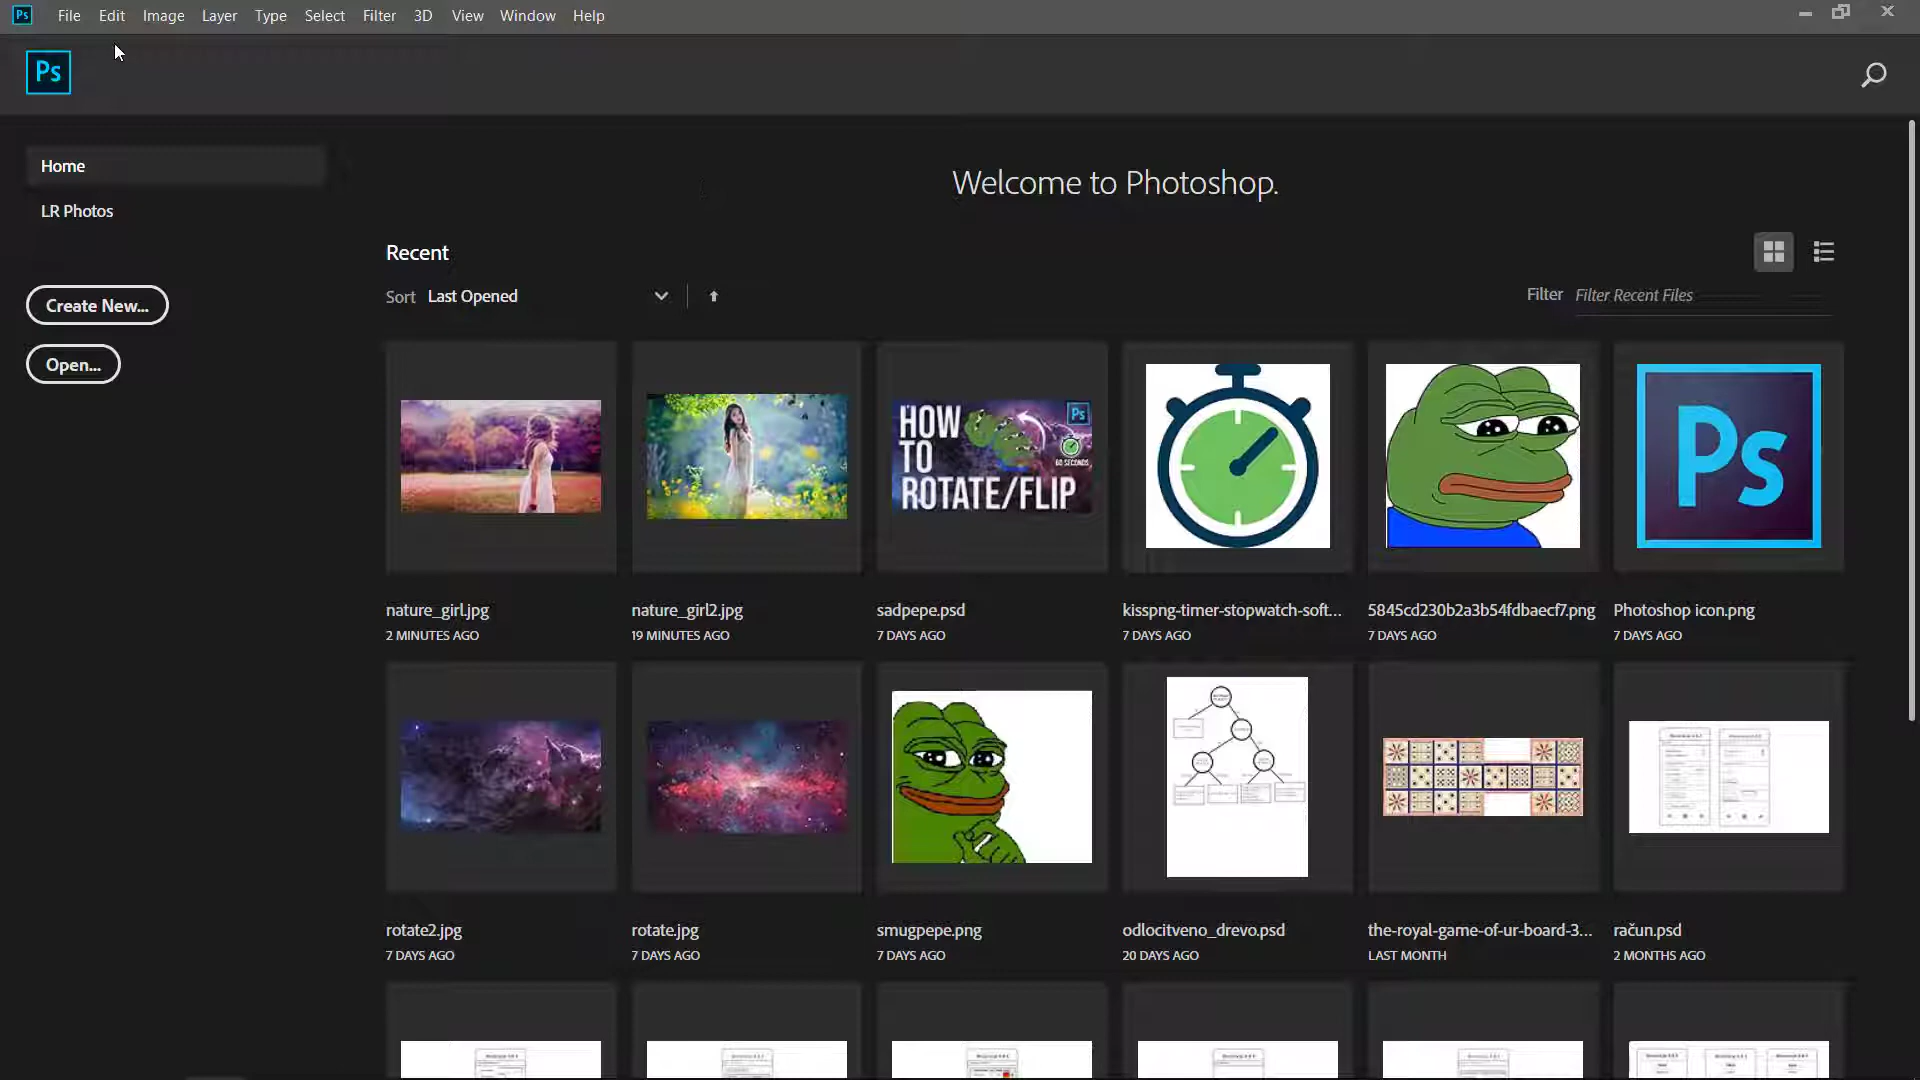 Ps File Edit Image Layer Type Select Filter 3D View Window Help
Ps
Home
LR Photos
Create New...
Open...
Welcome to Photoshop.
Recent
Sort Last Opened
Filter Filter Recent Files
HOW
TO
ROTATE/FLIP
Ps
60 SECONDS
Ps
nature_girl.jpg
2 MINUTES AGO
nature_girl2.jpg
19 MINUTES AGO
sadpepe.psd
7 DAYS AGO
kisspng-timer-stopwatch-soft...
7 DAYS AGO
5845cd230b2a3b54fdbaecf7.png
7 DAYS AGO
Photoshop icon.png
7 DAYS AGO
rotate2.jpg
7 DAYS AGO
rotate.jpg
7 DAYS AGO
smugpepe.png
7 DAYS AGO
odlocitveno_drevo.psd
20 DAYS AGO
the-royal-game-of-ur-board-3...
LAST MONTH
račun.psd
2 MONTHS AGO